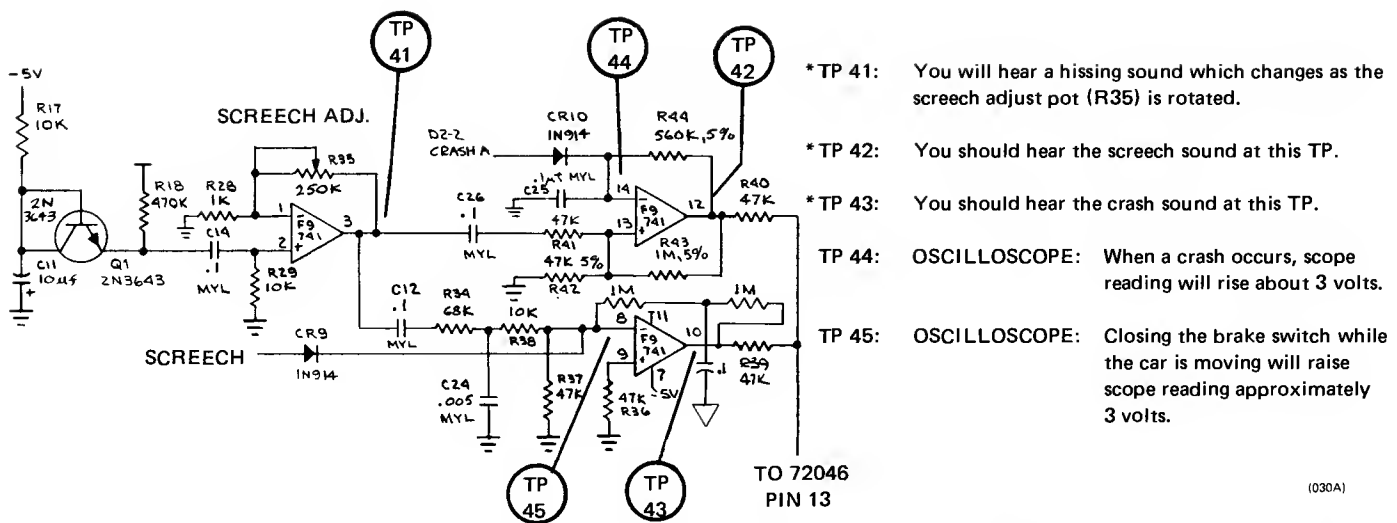 TP 41
TP 44
TP 42
-5V
R17 10K
SCREECH ADJ.
R35
250K
R18 470K
R28 1K
2N 3643
C14
.1
MYL
C11 10µf
+
Q1
2N3643
R29 10K
1
2
3
F9 741
+
D2-2
CRASH A
CR10
1N914
R44
560K, 5%
C25
MYL
14
13
12
F9 741
+
C26
.1
MYL
47K
R41
47K 5%
R42
R43
1M, 5%
R40
47K
C12
.1
MYL
R34
68K
10K
R38
1M
1M
8
9
10
11
7
-5V
F9 741
+
SCREECH
CR9
1N914
C24
.005
MYL
R37
47K
47K
R36
.1
R39
47K
TP 45
TP 43
TO 72046
PIN 13
* TP 41: You will hear a hissing sound which changes as the
screech adjust pot (R35) is rotated.
* TP 42: You should hear the screech sound at this TP.
* TP 43: You should hear the crash sound at this TP.
TP 44: OSCILLOSCOPE: When a crash occurs, scope
reading will rise about 3 volts.
TP 45: OSCILLOSCOPE: Closing the brake switch while
the car is moving will raise
scope reading approximately
3 volts.
(030A)